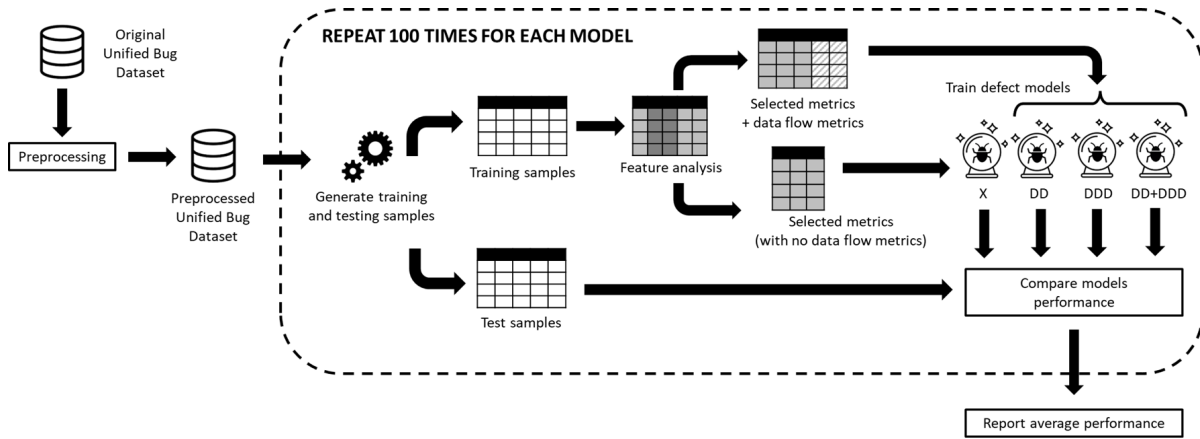 Original
Unified Bug
Dataset
Preprocessing
Preprocessed
Unified Bug
Dataset
REPEAT 100 TIMES FOR EACH MODEL
Generate training
and testing samples
Training samples
Test samples
Feature analysis
Selected metrics
+ data flow metrics
Selected metrics
(with no data flow metrics)
Train defect models
X
DD
DDD
DD+DDD
Compare models
performance
Report average performance